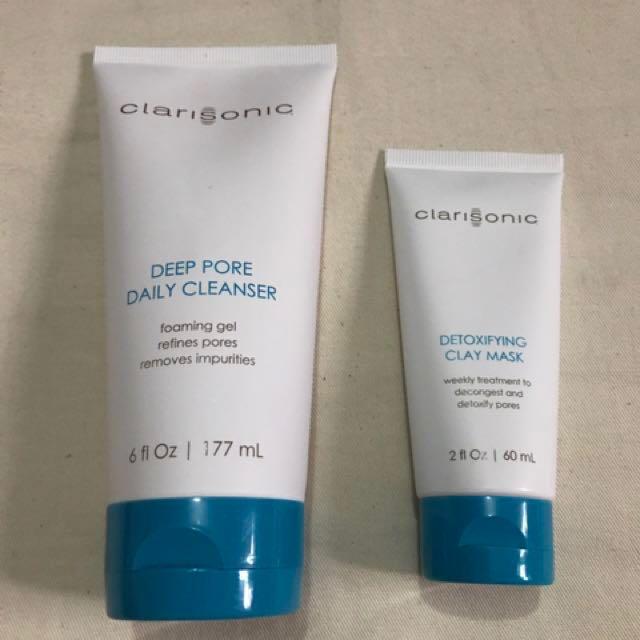 clarisonic
DEEP PORE
DAILY CLEANSER
foaming gel
refines pores
removes impurities
6 fl Oz | 177 mL
clarisonic
DETOXIFYING
CLAY MASK
weekly treatment to
decongest and
detoxify pores
2 fl Oz | 60 mL